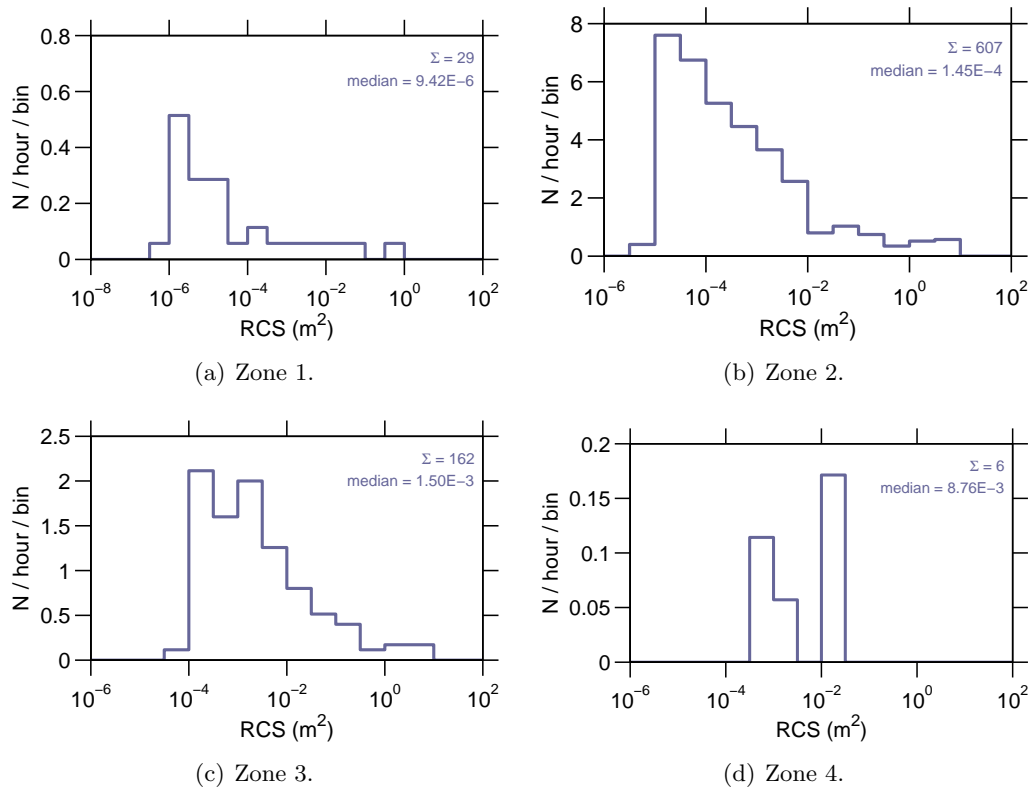 0.8
0.6
0.4
0.2
0
N / hour / bin
Σ = 29
median = 9.42E−6
10⁻⁸ 10⁻⁶ 10⁻⁴ 10⁻² 10⁰ 10²
RCS (m²)
(a) Zone 1.
8
6
4
2
0
N / hour / bin
Σ = 607
median = 1.45E−4
10⁻⁶ 10⁻⁴ 10⁻² 10⁰ 10²
RCS (m²)
(b) Zone 2.
2.5
2
1.5
1
0.5
0
N / hour / bin
Σ = 162
median = 1.50E−3
10⁻⁶ 10⁻⁴ 10⁻² 10⁰ 10²
RCS (m²)
(c) Zone 3.
0.2
0.15
0.1
0.05
0
N / hour / bin
Σ = 6
median = 8.76E−3
10⁻⁶ 10⁻⁴ 10⁻² 10⁰ 10²
RCS (m²)
(d) Zone 4.